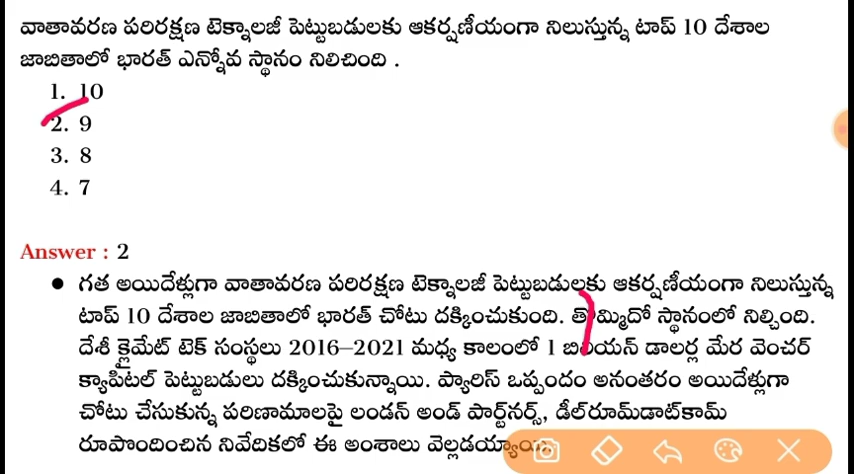 వాతావరణ పరిరక్షణ టెక్నాలజీ పెట్టుబడులకు ఆకర్షణీయంగా నిలుస్తున్న టాప్ 10 దేశాల
జాబితాలో భారత్ ఎన్నోవ స్థానం నిలిచింది .
1. 10
2. 9
3. 8
4. 7
Answer : 2
● గత అయిదేళ్లుగా వాతావరణ పరిరక్షణ టెక్నాలజీ పెట్టుబడులకు ఆకర్షణీయంగా నిలుస్తున్న
టాప్ 10 దేశాల జాబితాలో భారత్ చోటు దక్కించుకుంది. తొమ్మిదో స్థానంలో నిల్చింది.
దేశీ క్లైమేట్ టెక్ సంస్థలు 2016–2021 మధ్య కాలంలో 1 బిలియన్ డాలర్ల మేర వెంచర్
క్యాపిటల్ పెట్టుబడులు దక్కించుకున్నాయి. ప్యారిస్ ఒప్పందం అనంతరం అయిదేళ్లుగా
చోటు చేసుకున్న పరిణామాలపై లండన్ అండ్ పార్ట్‌నర్స్, డీల్‌రూమ్‌డాట్‌కామ్
రూపొందించిన నివేదికలో ఈ అంశాలు వెల్లడయ్యాయి.